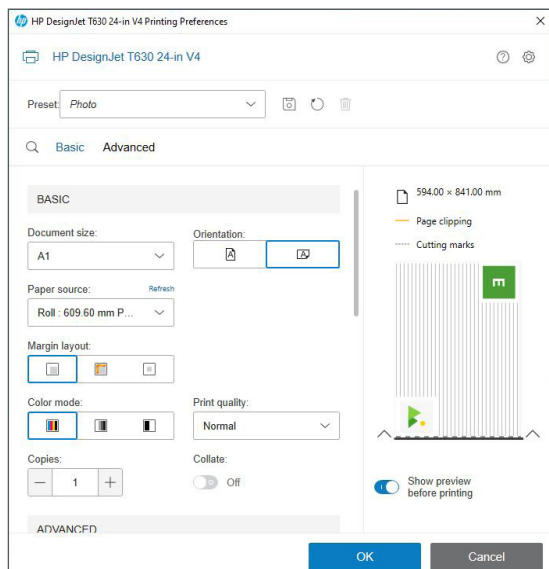 HP DesignJet T630 24-in V4 Printing Preferences
HP DesignJet T630 24-in V4
Preset: Photo
Basic Advanced
BASIC
Document size:
A1
Orientation:
Paper source: Refresh
Roll : 609.60 mm P...
Margin layout:
Color mode:
Print quality:
Normal
Copies:
1
Collate:
Off
ADVANCED
594.00 × 841.00 mm
Page clipping
Cutting marks
E
Show preview
before printing
OK Cancel